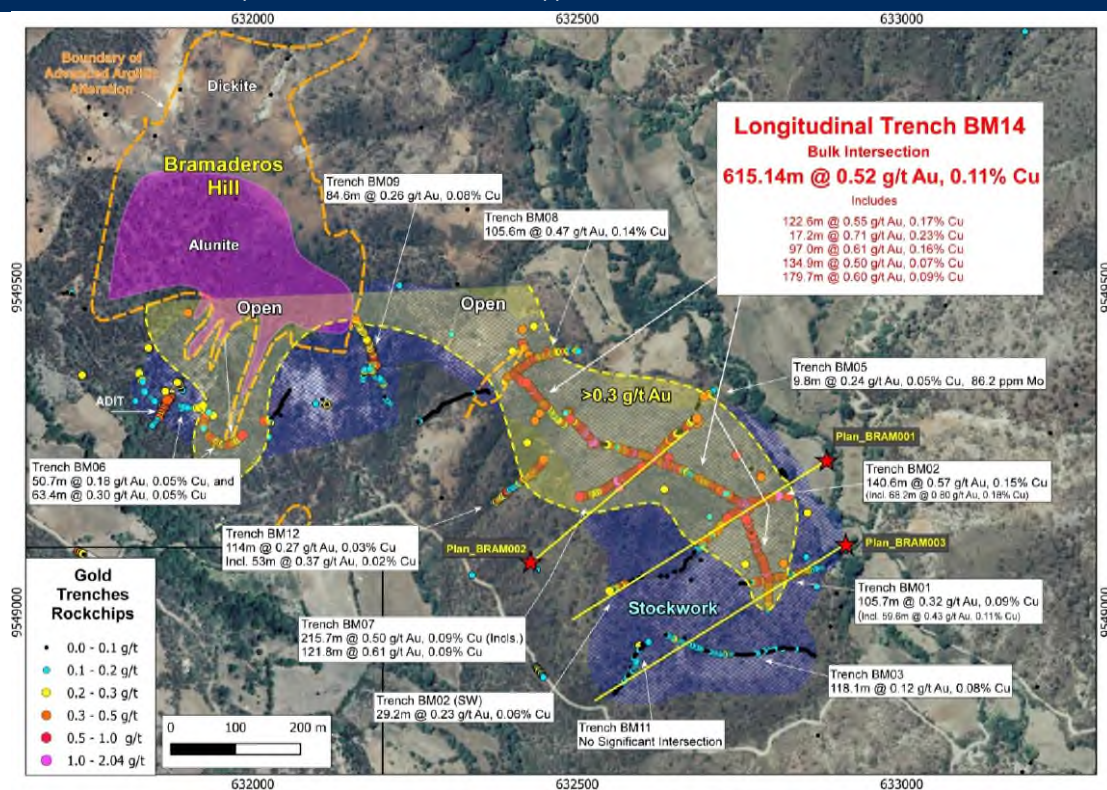 632000
632500
633000
Boundary of
Advanced Argillic
Alteration
Dickite
Bramaderos
Hill
Alunite
Open
Open
Longitudinal Trench BM14
Bulk Intersection
615.14m @ 0.52 g/t Au, 0.11% Cu
Includes
122.6m @ 0.55 g/t Au, 0.17% Cu
17.2m @ 0.71 g/t Au, 0.23% Cu
97.0m @ 0.61 g/t Au, 0.16% Cu
134.9m @ 0.50 g/t Au, 0.07% Cu
179.7m @ 0.60 g/t Au, 0.09% Cu
Trench BM09
84.6m @ 0.26 g/t Au, 0.08% Cu
Trench BM08
105.6m @ 0.47 g/t Au, 0.14% Cu
9549500
9549500
Trench BM05
9.8m @ 0.24 g/t Au, 0.05% Cu, 86.2 ppm Mo
>0.3 g/t Au
ADIT
Plan_BRAM001
Trench BM06
50.7m @ 0.18 g/t Au, 0.05% Cu, and
63.4m @ 0.30 g/t Au, 0.05% Cu
Trench BM02
140.6m @ 0.57 g/t Au, 0.15% Cu
(Incl. 68.2m @ 0.80 g/t Au, 0.18% Cu)
Trench BM12
114m @ 0.27 g/t Au, 0.03% Cu
Incl. 53m @ 0.37 g/t Au, 0.02% Cu
Plan_BRAM002
Plan_BRAM003
Trench BM01
105.7m @ 0.32 g/t Au, 0.09% Cu
(Incl. 59.6m @ 0.43 g/t Au, 0.11% Cu)
Stockwork
9549000
9549000
Trench BM07
215.7m @ 0.50 g/t Au, 0.09% Cu (Incls.)
121.8m @ 0.61 g/t Au, 0.09% Cu
Trench BM03
118.1m @ 0.12 g/t Au, 0.08% Cu
Trench BM02 (SW)
29.2m @ 0.23 g/t Au, 0.06% Cu
Trench BM11
No Significant Intersection
Gold
Trenches
Rockchips
0.0 - 0.1 g/t
0.1 - 0.2 g/t
0.2 - 0.3 g/t
0.3 - 0.5 g/t
0.5 - 1.0 g/t
1.0 - 2.04 g/t
0 100 200 m
632000
632500
633000